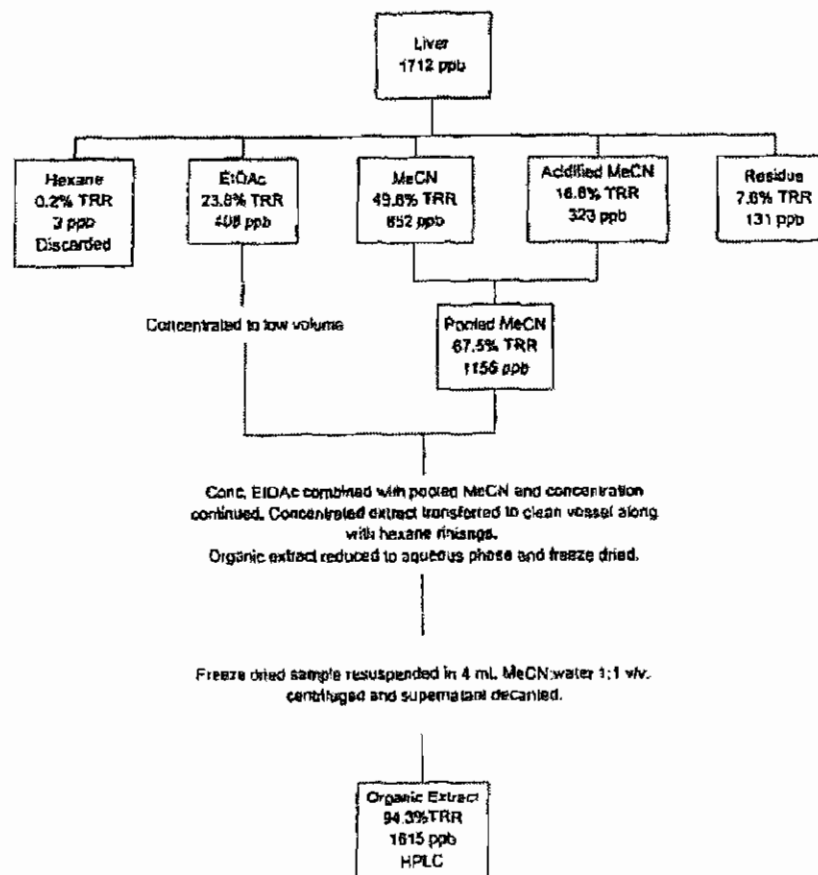 Liver
1712 ppb
Hexane
0.2% TRR
3 ppb
Discarded
EtOAc
23.8% TRR
408 ppb
MeCN
49.8% TRR
852 ppb
Acidified MeCN
18.8% TRR
323 ppb
Residue
7.6% TRR
131 ppb
Concentrated to low volume
Pooled MeCN
67.5% TRR
1156 ppb
Conc. EtOAc combined with pooled MeCN and concentration
continued. Concentrated extract transferred to clean vessel along
with hexane rinsings.
Organic extract reduced to aqueous phase and freeze dried.
Freeze dried sample resuspended in 4 mL MeCN:water 1:1 v/v.
centrifuged and supernatant decanted.
Organic Extract
94.3%TRR
1615 ppb
HPLC